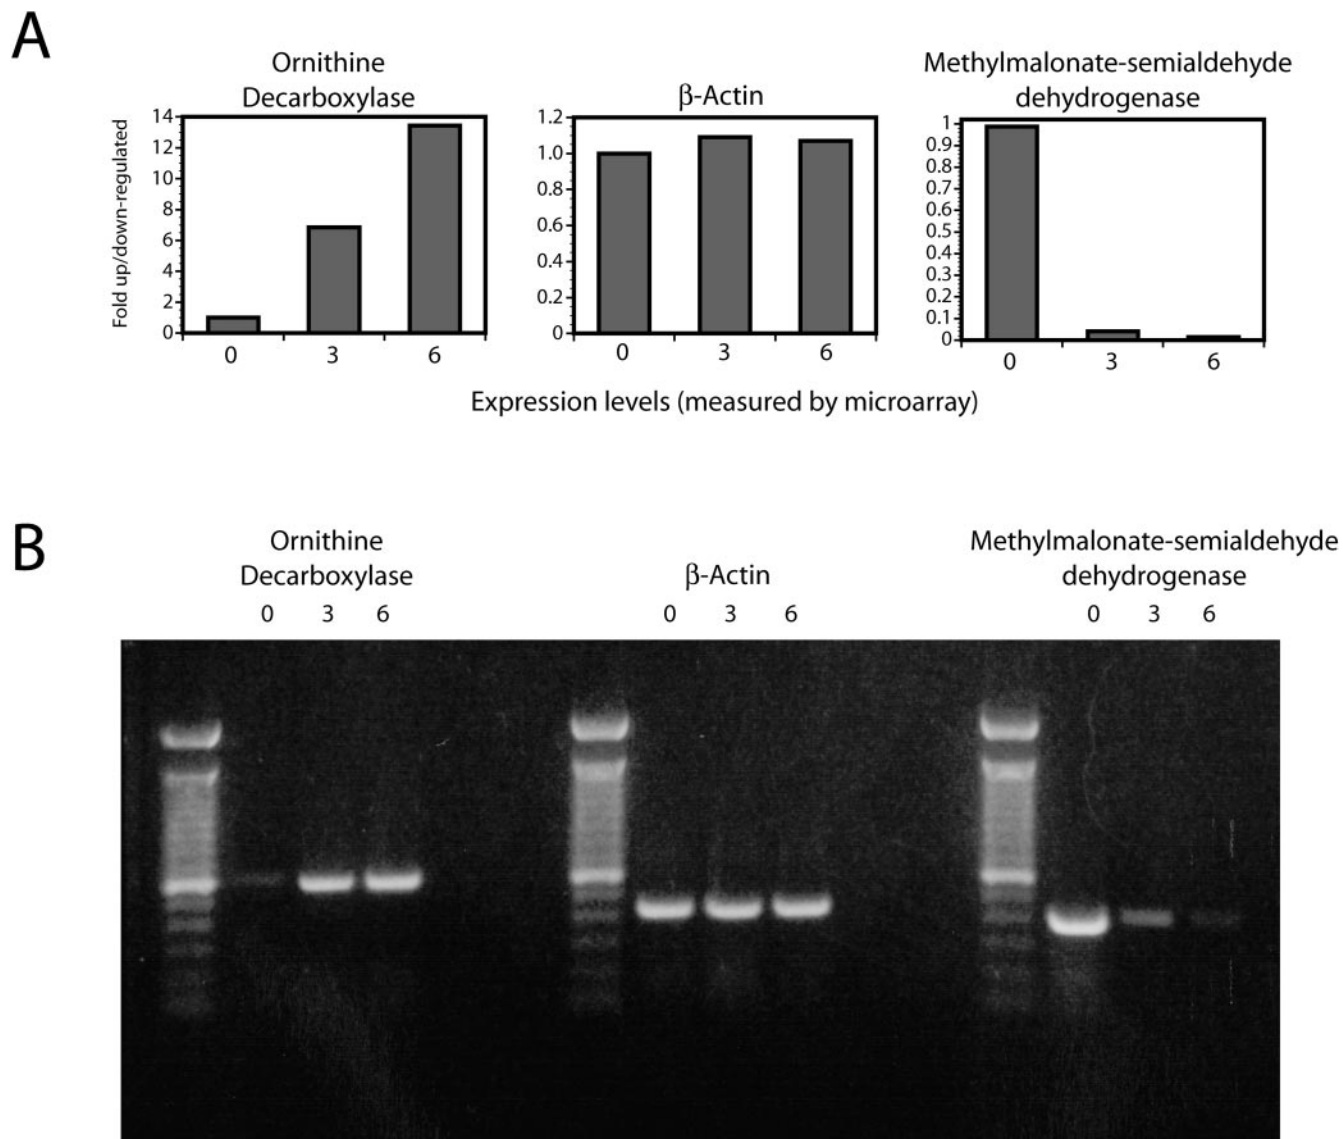 A
Ornithine
Decarboxylase
β-Actin
Methylmalonate-semialdehyde
dehydrogenase
Fold up/down-regulated
14
12
10
8
6
4
2
0
0 3 6
1.2
1.0
0.8
0.6
0.4
0.2
0
0 3 6
1
0.9
0.8
0.7
0.6
0.5
0.4
0.3
0.2
0.1
0
0 3 6
Expression levels (measured by microarray)
B
Ornithine
Decarboxylase
0 3 6
β-Actin
0 3 6
Methylmalonate-semialdehyde
dehydrogenase
0 3 6